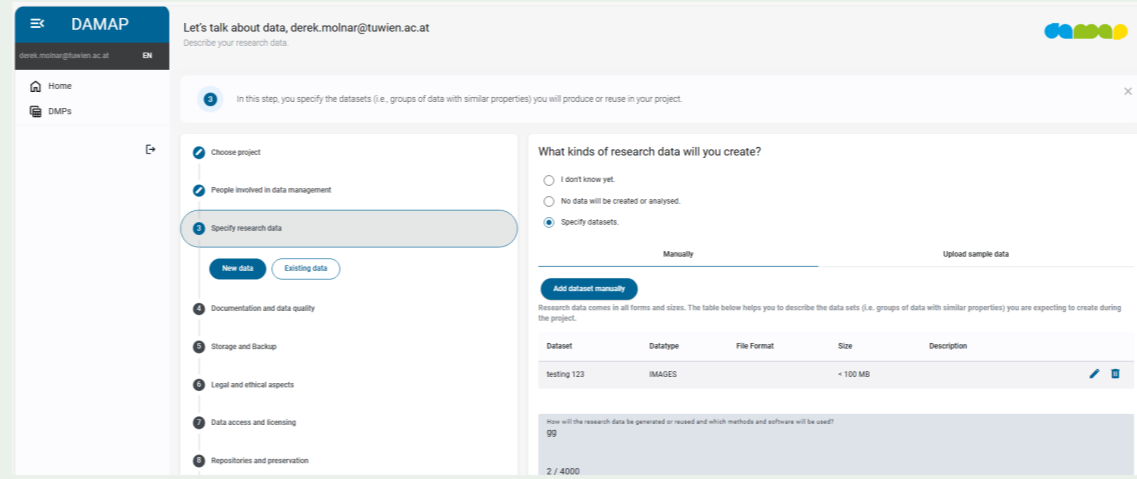 DAMAP
derek.molnar@tuwien.ac.at EN
Home
DMPs
Let's talk about data, derek.molnar@tuwien.ac.at
Describe your research data.
damap
3 In this step, you specify the datasets (i.e., groups of data with similar properties) you will produce or reuse in your project.
Choose project
People involved in data management
3 Specify research data
New data Existing data
4 Documentation and data quality
5 Storage and Backup
6 Legal and ethical aspects
7 Data access and licensing
8 Repositories and preservation
What kinds of research data will you create?
I don't know yet.
No data will be created or analysed.
Specify datasets.
Manually Upload sample data
Add dataset manually
Research data comes in all forms and sizes. The table below helps you to describe the data sets (i.e. groups of data with similar properties) you are expecting to create during
the project.
Dataset Datatype File Format Size Description
testing 123 IMAGES < 100 MB
How will the research data be generated or reused and which methods and software will be used?
gg
2 / 4000